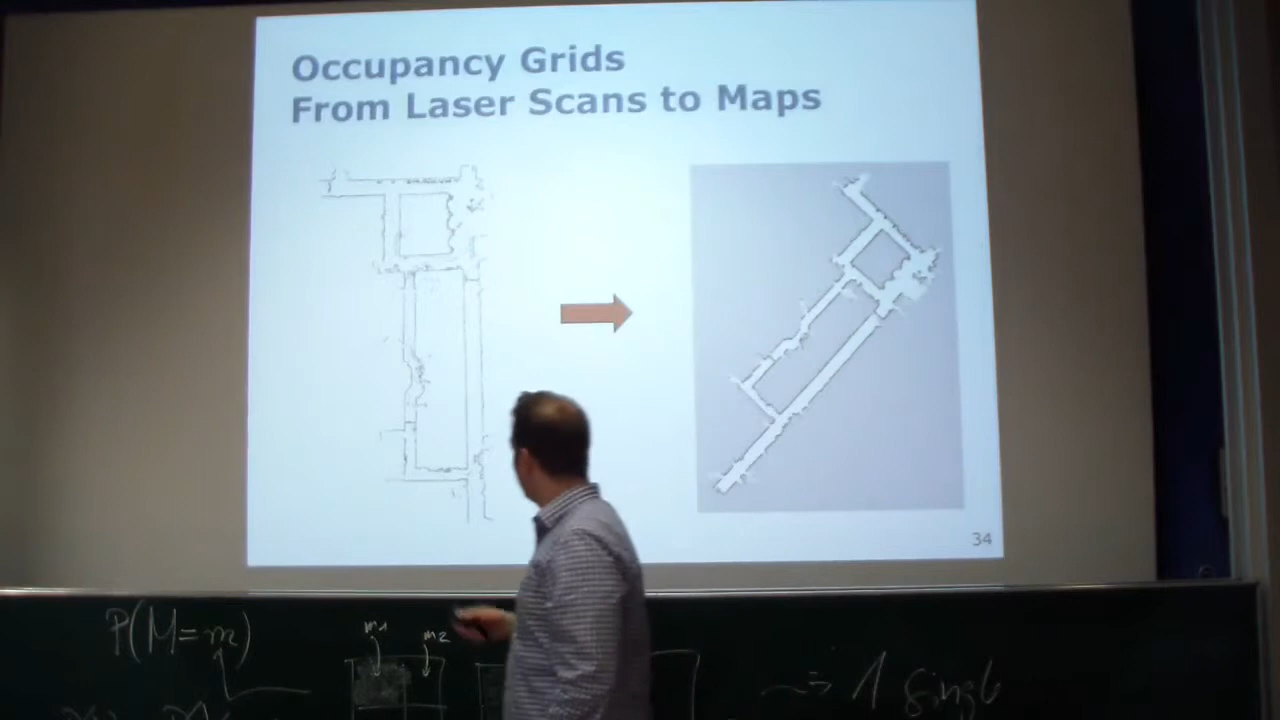 Occupancy Grids
From Laser Scans to Maps
34
P(M=m)
m1
m2
1 single